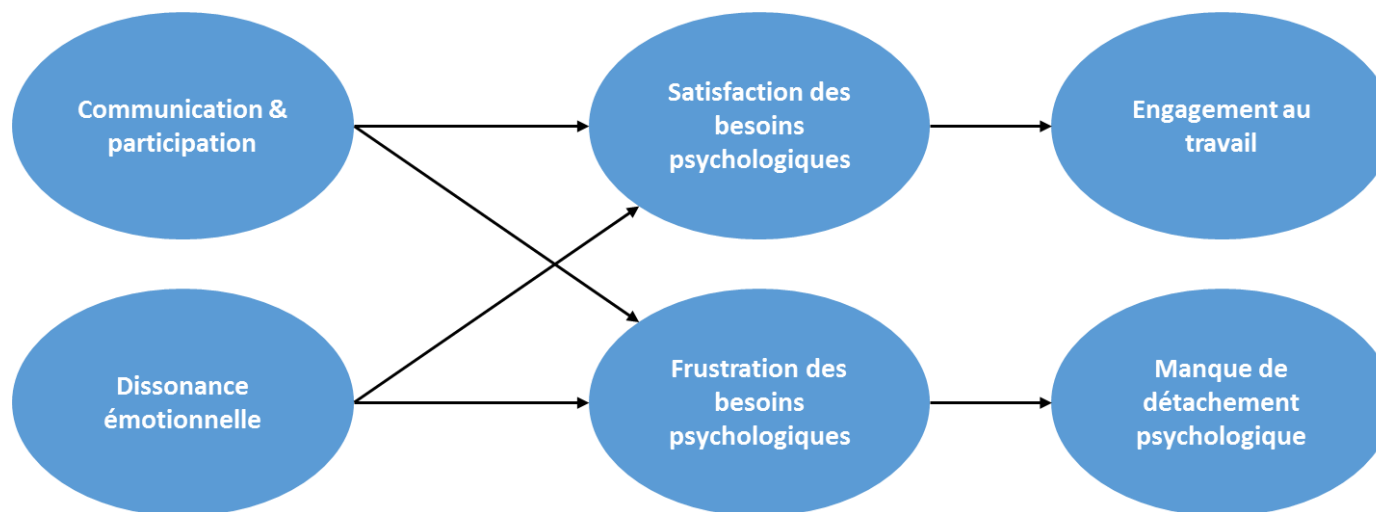 Communication &
participation
Satisfaction des
besoins
psychologiques
Engagement au
travail
Dissonance
émotionnelle
Frustration des
besoins
psychologiques
Manque de
détachement
psychologique